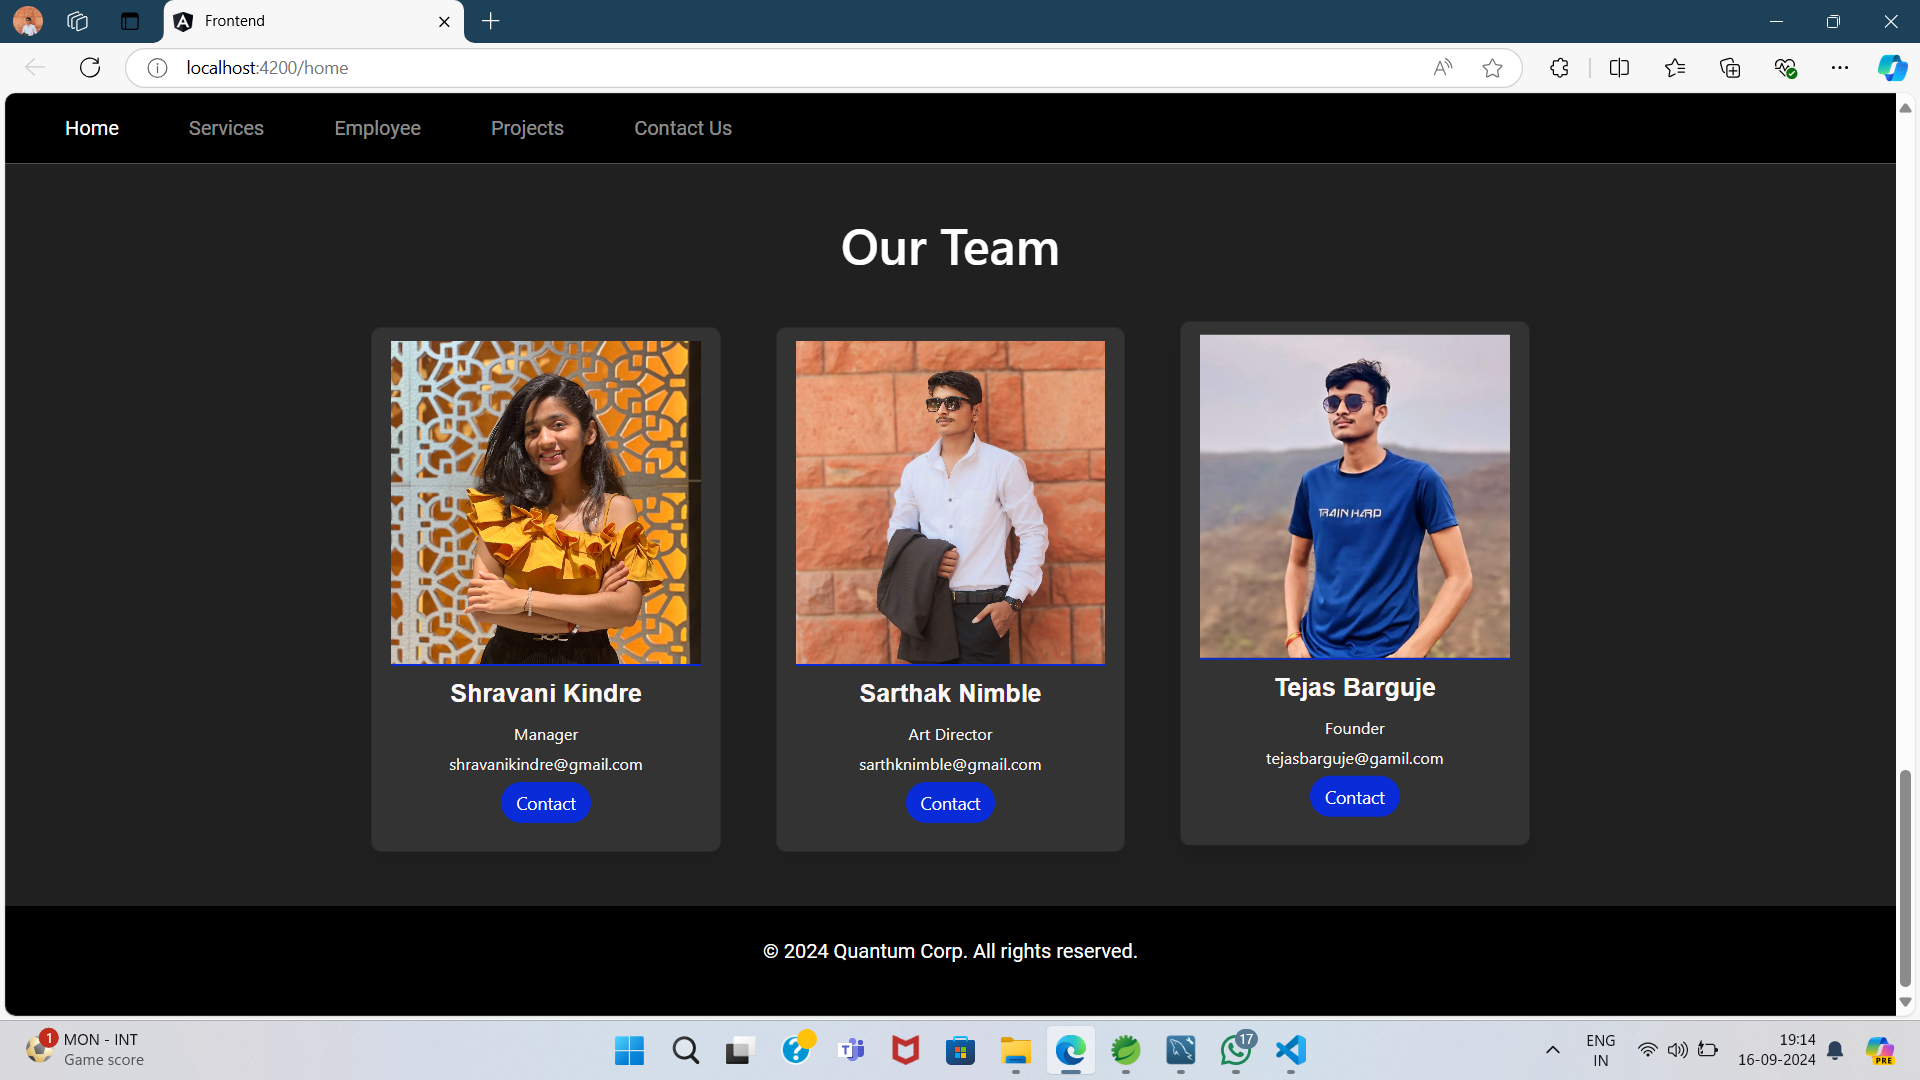 Frontend
localhost:4200/home
Home Services Employee Projects Contact Us
Our Team
TRAIN HARD
Shravani Kindre
Manager
shravanikindre@gmail.com
Contact
Sarthak Nimble
Art Director
sarthknimble@gmail.com
Contact
Tejas Barguje
Founder
tejasbarguje@gamil.com
Contact
© 2024 Quantum Corp. All rights reserved.
1
MON - INT
Game score
17
ENG
IN
19:14
16-09-2024
PRE